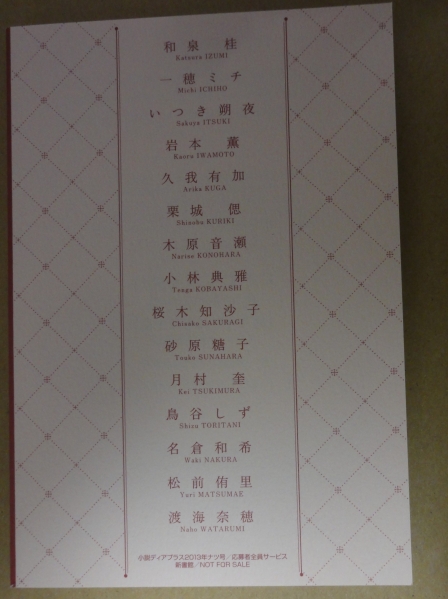 和泉 桂
Katsura IZUMI
一穂ミチ
Michi ICHIHO
いつき朔夜
Sakuya ITSUKI
岩本 薫
Kaoru IWAMOTO
久我有加
Arika KUGA
栗城 偲
Shinobu KURIKI
木原音瀬
Narise KONOHARA
小林典雅
Tenga KOBAYASHI
桜木知沙子
Chisako SAKURAGI
砂原糖子
Touko SUNAHARA
月村 奎
Kei TSUKIMURA
鳥谷しず
Shizu TORITANI
名倉和希
Waki NAKURA
松前侑里
Yuri MATSUMAE
渡海奈穂
Naho WATARUMI
小説ディアプラス2013年ナツ号/応募者全員サービス
新書館/NOT FOR SALE